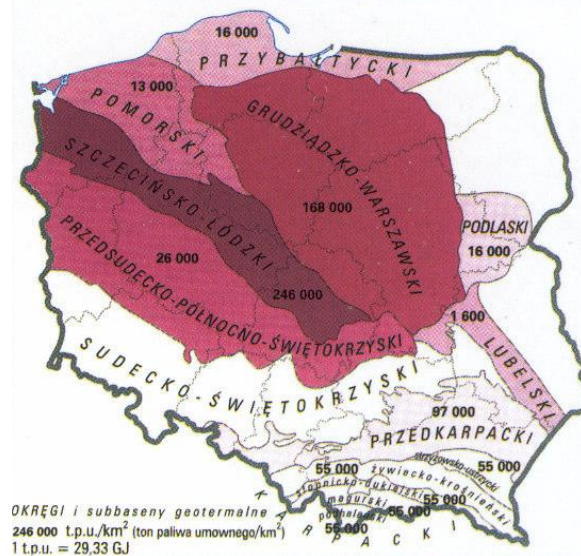 16 000
PRZYBAŁTYCKI
13 000
POMORSKI
GRUDZIĄDZKO-WARSZAWSKI
SZCZECIŃSKO-ŁÓDZKI
168 000
PODLASKI
16 000
26 000
246 000
PRZEDSUDECKO-PÓŁNOCNO-ŚWIĘTOKRZYSKI
1 600
LUBELSKI
SUDECKO-ŚWIĘTOKRZYSKI
97 000
PRZEDKARPACKI
55 000
55 000
żywiecko-krośnieński
magurski
55 000
podhalański
55 000
KARPACKI
OKRĘGI i subbaseny geotermalne
246 000 t.p.u./km² (ton paliwa umownego/km²)
1 t.p.u. = 29,33 GJ